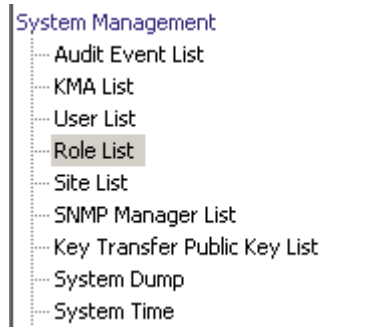 System Management
Audit Event List
KMA List
User List
Role List
Site List
SNMP Manager List
Key Transfer Public Key List
System Dump
System Time